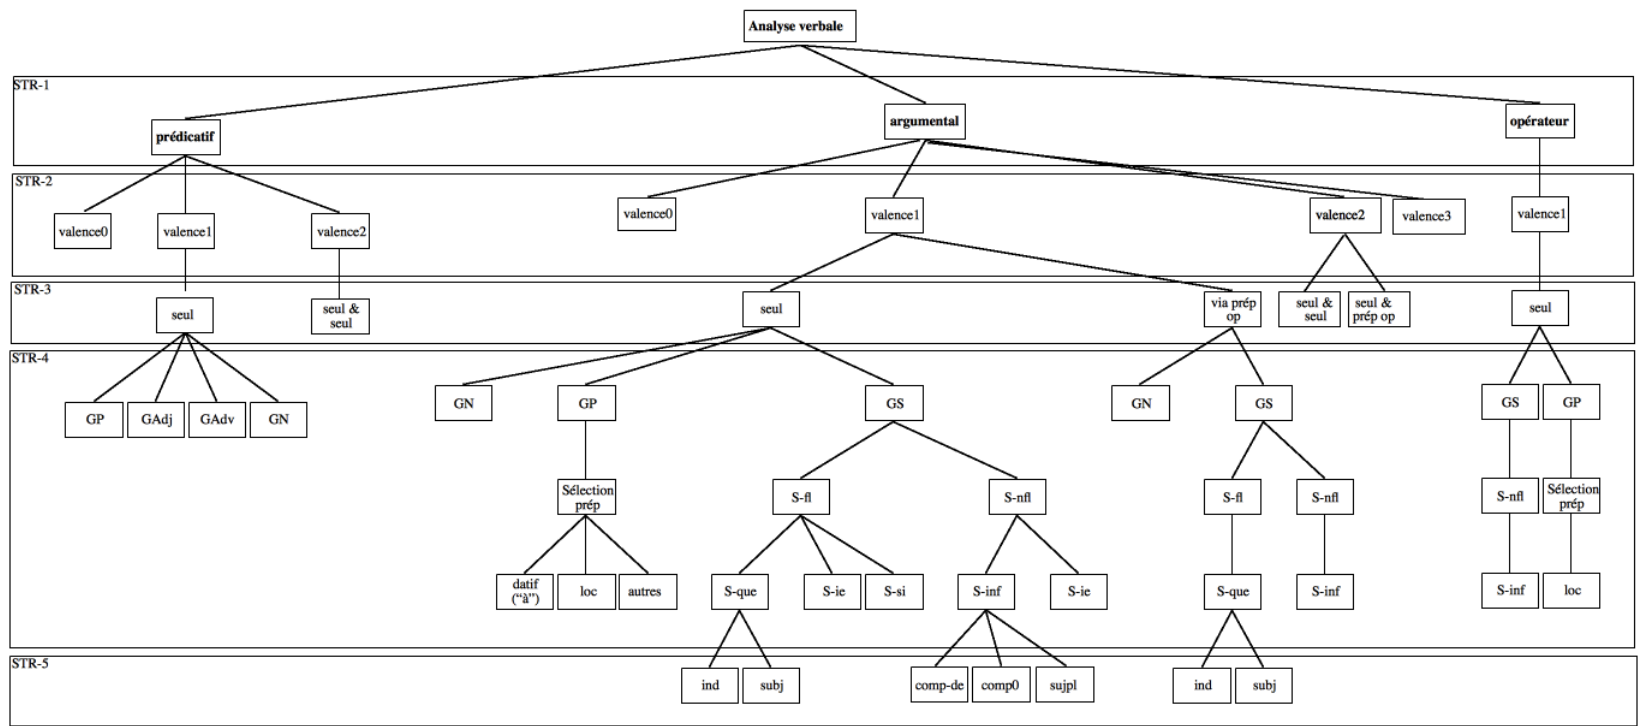 Analyse verbale
STR-1
prédicatif
argumental
opérateur
STR-2
valence0
valence1
valence2
valence0
valence1
valence2
valence3
valence1
STR-3
seul
seul &
seul
seul
via prép
op
seul &
seul
seul &
prép op
seul
STR-4
GP
GAdj
GAdv
GN
GN
GP
GS
GN
GS
GS
GP
Sélection
prép
S-fl
S-nfl
S-fl
S-nfl
S-nfl
Sélection
prép
datif
(“à”)
loc
autres
S-que
S-ie
S-si
S-inf
S-ie
S-que
S-inf
S-inf
loc
STR-5
ind
subj
comp-de
comp0
sujpl
ind
subj